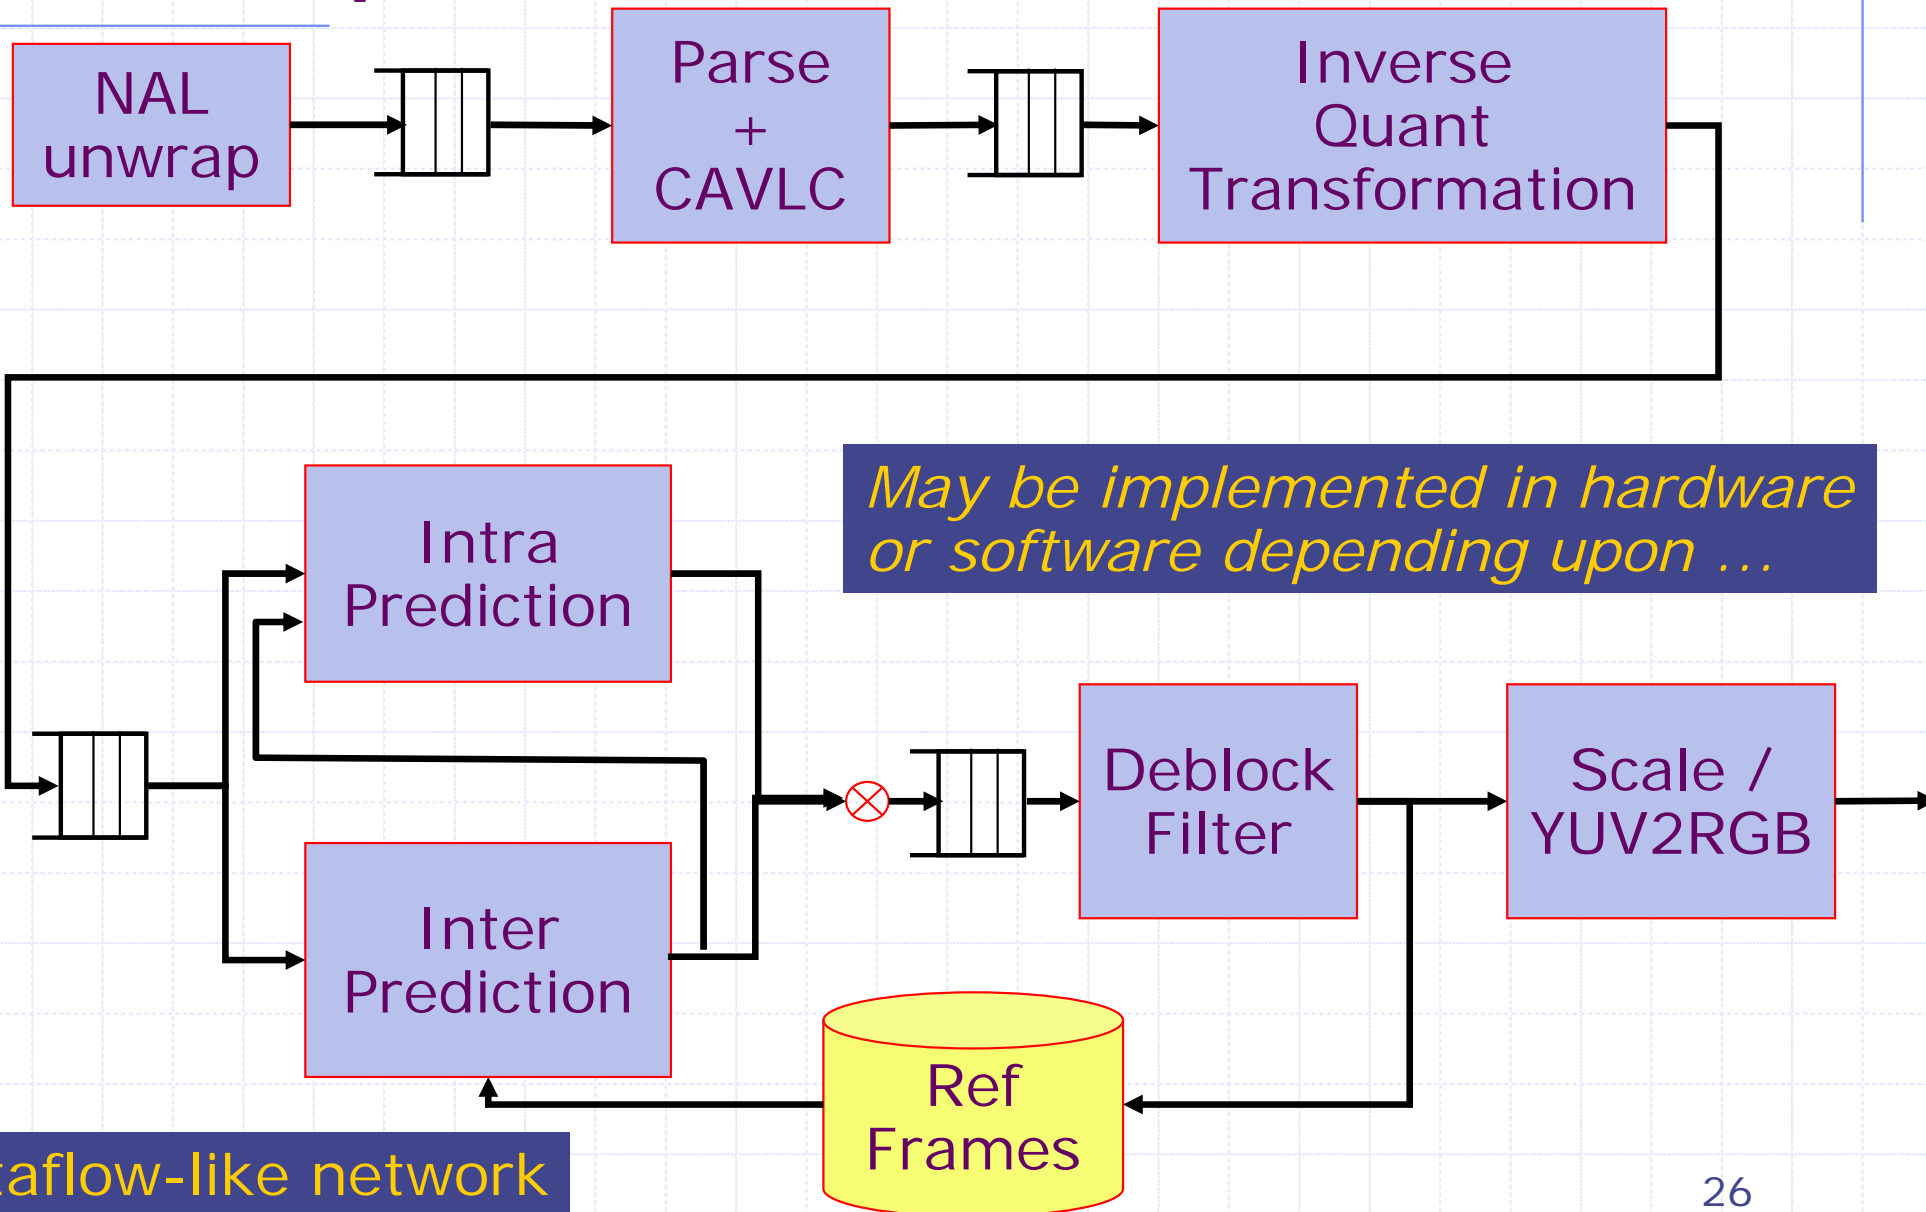 NAL
unwrap
Parse
+
CAVLC
Inverse
Quant
Transformation
May be implemented in hardware
or software depending upon ...
Intra
Prediction
Deblock
Filter
Scale /
YUV2RGB
Inter
Prediction
Ref
Frames
taflow-like network
26